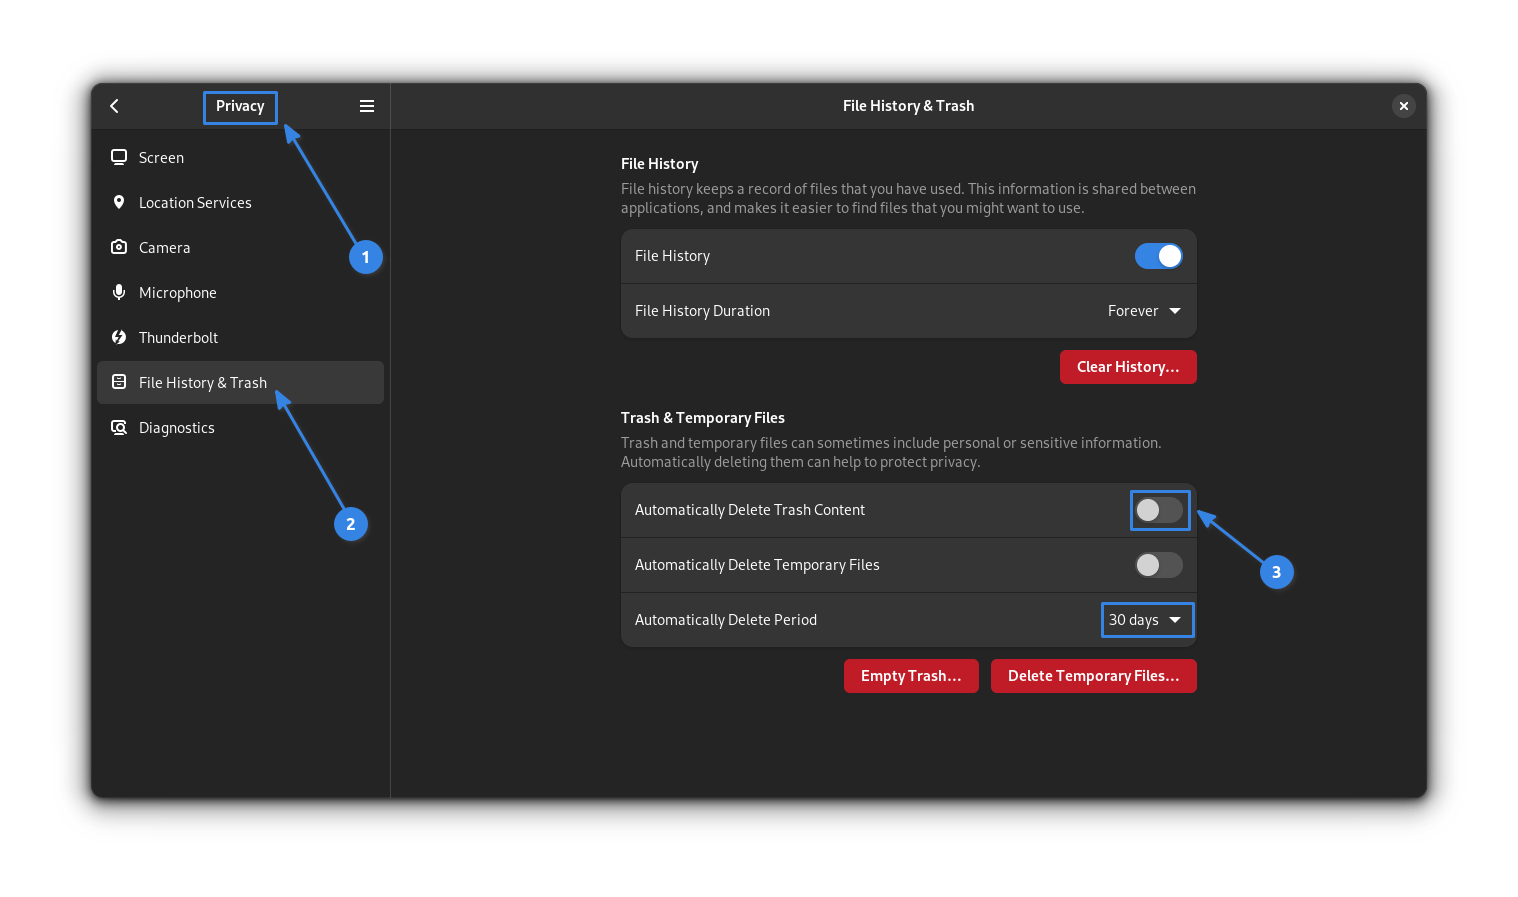 Privacy
File History & Trash
Screen
Location Services
Camera
Microphone
Thunderbolt
File History & Trash
Diagnostics
1
2
File History
File history keeps a record of files that you have used. This information is shared between
applications, and makes it easier to find files that you might want to use.
File History
File History Duration Forever
Clear History...
Trash & Temporary Files
Trash and temporary files can sometimes include personal or sensitive information.
Automatically deleting them can help to protect privacy.
Automatically Delete Trash Content
Automatically Delete Temporary Files
3
Automatically Delete Period 30 days
Empty Trash... Delete Temporary Files...